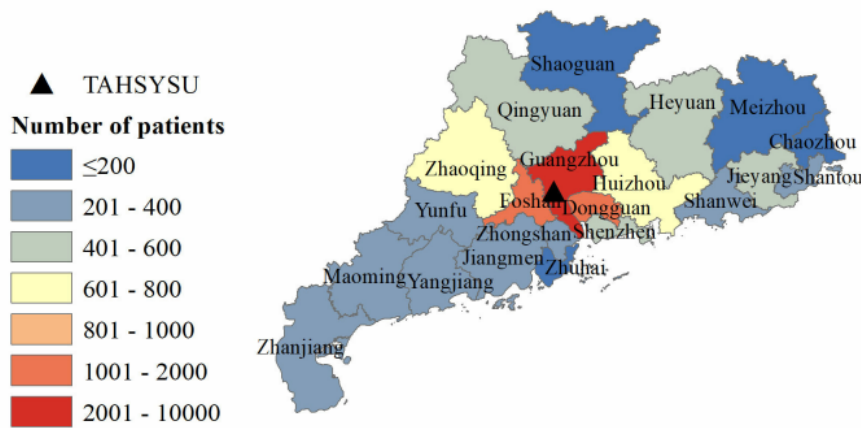 TAHSYSU
Number of patients
≤200
201 - 400
401 - 600
601 - 800
801 - 1000
1001 - 2000
2001 - 10000
Shaoguan
Qingyuan
Heyuan
Meizhou
Chaozhou
Zhaoqing
Guangzhou
Huizhou
Jieyang
Shantou
Yunfu
Foshan
Dongguan
Shanwei
Zhongshan
Shenzhen
Maoming
Yangjiang
Jiangmen
Zhuhai
Zhanjiang